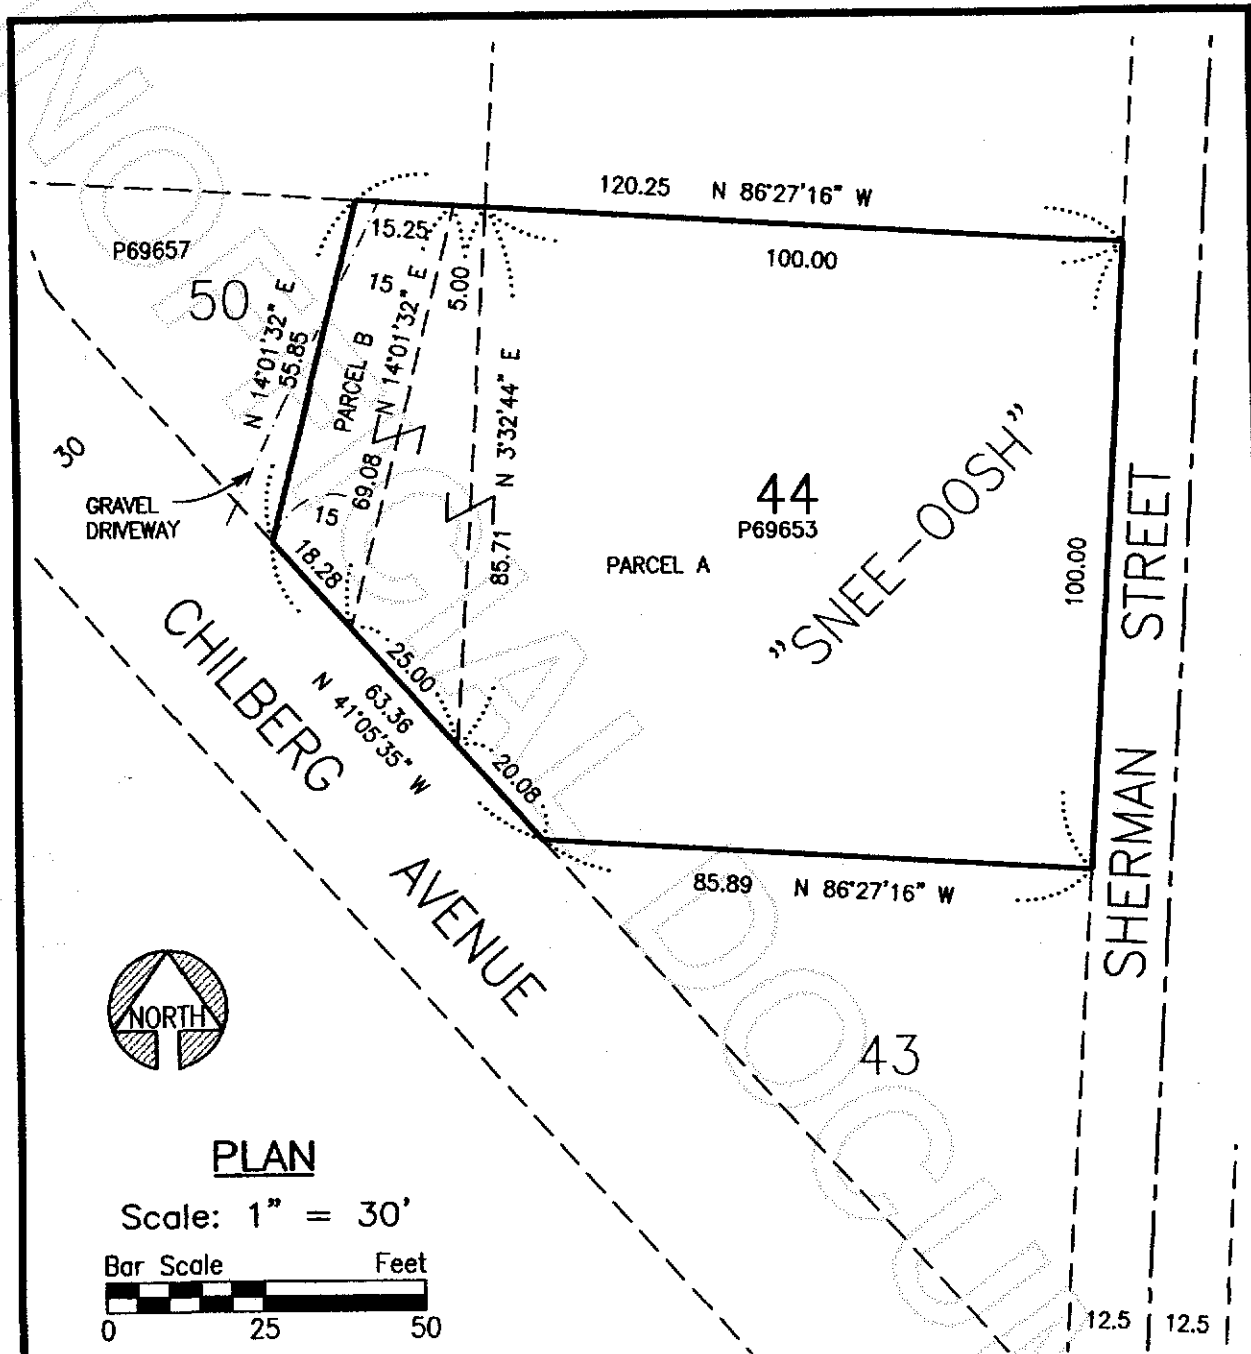 120.25 N 86°27'16" W
15.25
100.00
P69657
50
15
N 14°01'32" E
5.00
N 14°01'32" E
55.85
PARCEL B
N 3°32'44" E
"SNEE-OOSH"
30
69.08
44
P69653
GRAVEL
DRIVEWAY
15
85.71
PARCEL A
100.00
18.28
SHERMAN STREET
25.00
63.36
N 41°05'35" W
20.08
CHILBERG AVENUE
85.89 N 86°27'16" W
NORTH
43
PLAN
Scale: 1" = 30'
Bar Scale Feet
0 25 50
12.5 12.5
UNOFFICIAL DOCUM